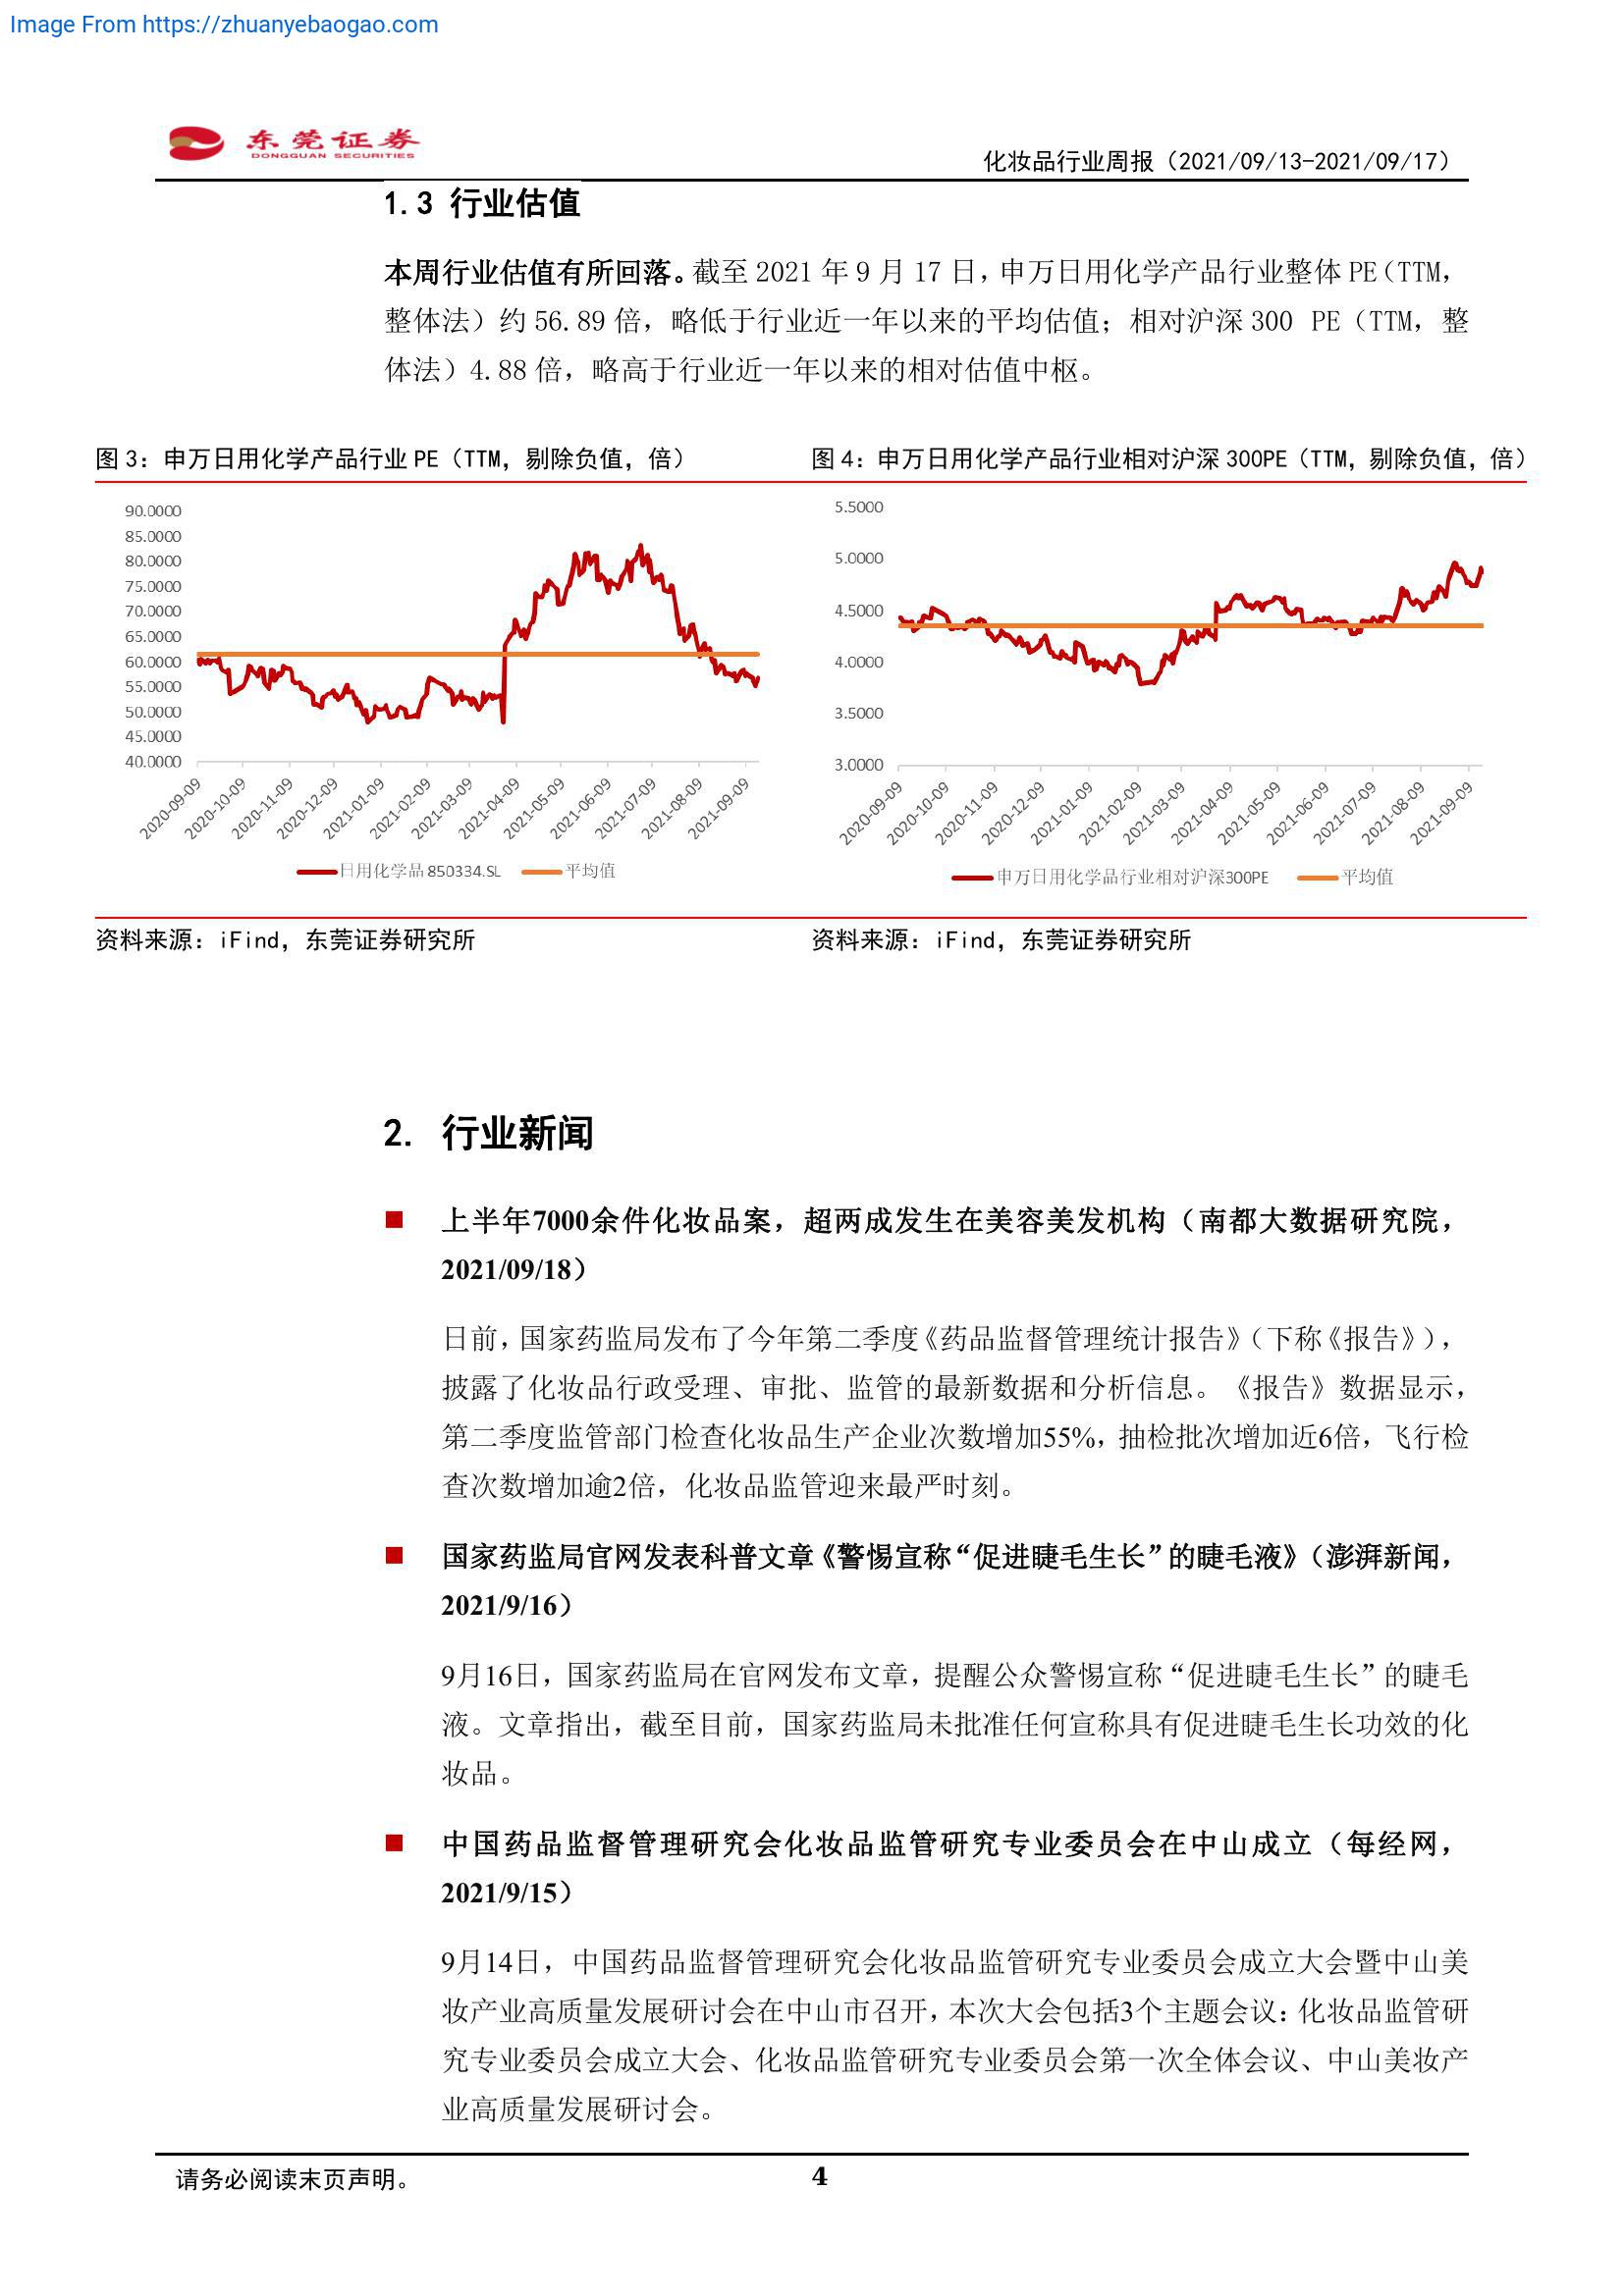 Image From https://zhuanyebaogao.com
东莞证券
DONGGUAN SECURITIES
化妆品行业周报（2021/09/13-2021/09/17）
1.3 行业估值
本周行业估值有所回落。截至 2021 年 9 月 17 日，申万日用化学产品行业整体 PE（TTM，
整体法）约 56.89 倍，略低于行业近一年以来的平均估值；相对沪深 300 PE（TTM，整
体法）4.88 倍，略高于行业近一年以来的相对估值中枢。
图 3：申万日用化学产品行业 PE（TTM，剔除负值，倍）
90.0000
85.0000
80.0000
75.0000
70.0000
65.0000
60.0000
55.0000
50.0000
45.0000
40.0000
2020-09-09
2020-10-09
2020-11-09
2020-12-09
2021-01-09
2021-02-09
2021-03-09
2021-04-09
2021-05-09
2021-06-09
2021-07-09
2021-08-09
2021-09-09
日用化学品 850334.SL
平均值
资料来源：iFind，东莞证券研究所
图 4：申万日用化学产品行业相对沪深 300PE（TTM，剔除负值，倍）
5.5000
5.0000
4.5000
4.0000
3.5000
3.0000
2020-09-09
2020-10-09
2020-11-09
2020-12-09
2021-01-09
2021-02-09
2021-03-09
2021-04-09
2021-05-09
2021-06-09
2021-07-09
2021-08-09
2021-09-09
申万日用化学品行业相对沪深300PE
平均值
资料来源：iFind，东莞证券研究所
2. 行业新闻
■ 上半年7000余件化妆品案，超两成发生在美容美发机构（南都大数据研究院，
2021/09/18）
日前，国家药监局发布了今年第二季度《药品监督管理统计报告》（下称《报告》），
披露了化妆品行政受理、审批、监管的最新数据和分析信息。《报告》数据显示，
第二季度监管部门检查化妆品生产企业次数增加55%，抽检批次增加近6倍，飞行检
查次数增加逾2倍，化妆品监管迎来最严时刻。
■ 国家药监局官网发表科普文章《警惕宣称“促进睫毛生长”的睫毛液》（澎湃新闻，
2021/9/16）
9月16日，国家药监局在官网发布文章，提醒公众警惕宣称“促进睫毛生长”的睫毛
液。文章指出，截至目前，国家药监局未批准任何宣称具有促进睫毛生长功效的化
妆品。
■ 中国药品监督管理研究会化妆品监管研究专业委员会在中山成立（每经网，
2021/9/15）
9月14日，中国药品监督管理研究会化妆品监管研究专业委员会成立大会暨中山美
妆产业高质量发展研讨会在中山市召开，本次大会包括3个主题会议：化妆品监管研
究专业委员会成立大会、化妆品监管研究专业委员会第一次全体会议、中山美妆产
业高质量发展研讨会。
请务必阅读末页声明。
4